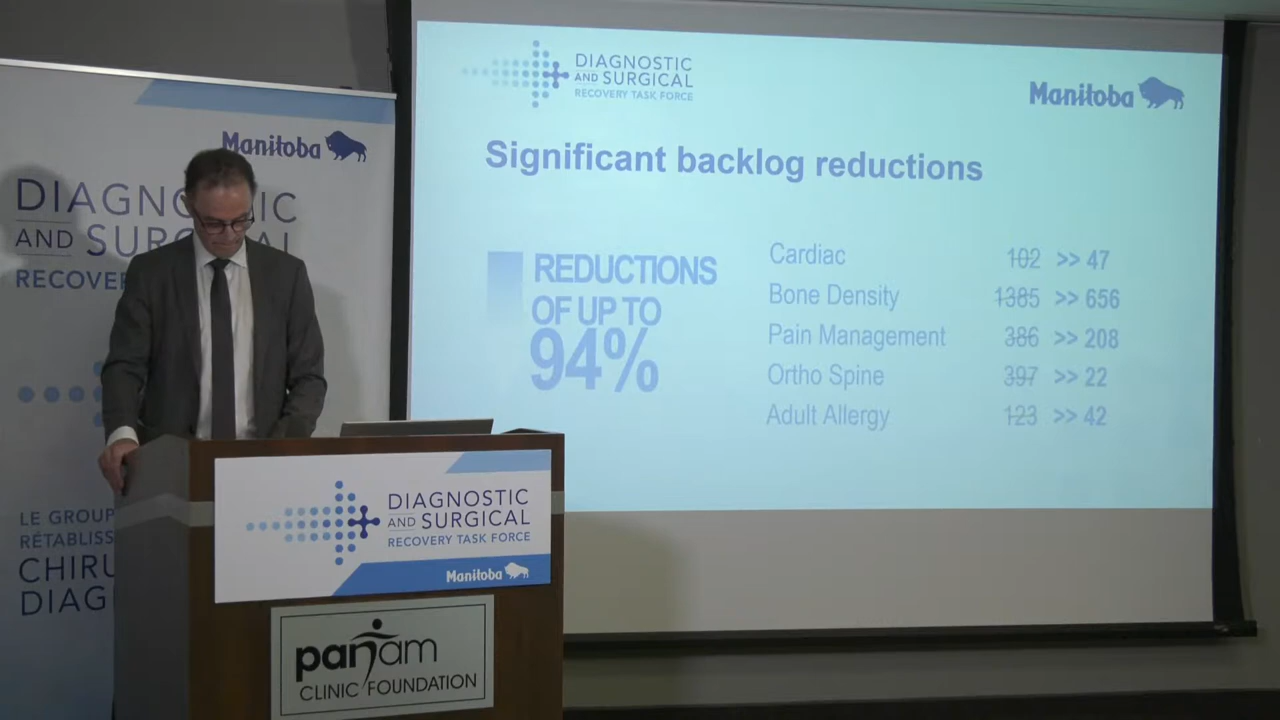 Manitoba
DIAGNOSTIC
AND SURGICAL
RECOVERY
LE GROUP
RÉTABLISS
CHIRU
DIAG
DIAGNOSTIC
AND SURGICAL
RECOVERY TASK FORCE
Manitoba
Significant backlog reductions
REDUCTIONS
OF UP TO
94%
Cardiac 102 >> 47
Bone Density 1385 >> 656
Pain Management 386 >> 208
Ortho Spine 397 >> 22
Adult Allergy 123 >> 42
DIAGNOSTIC
AND SURGICAL
RECOVERY TASK FORCE
Manitoba
panam
CLINIC FOUNDATION